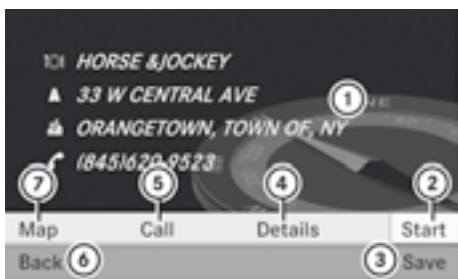 HORSE &JOCKEY
33 W CENTRAL AVE
ORANGETOWN, TOWN OF, NY
(845)620-9523
1
7
5
4
2
Map Call Details Start
Back 6 3 Save